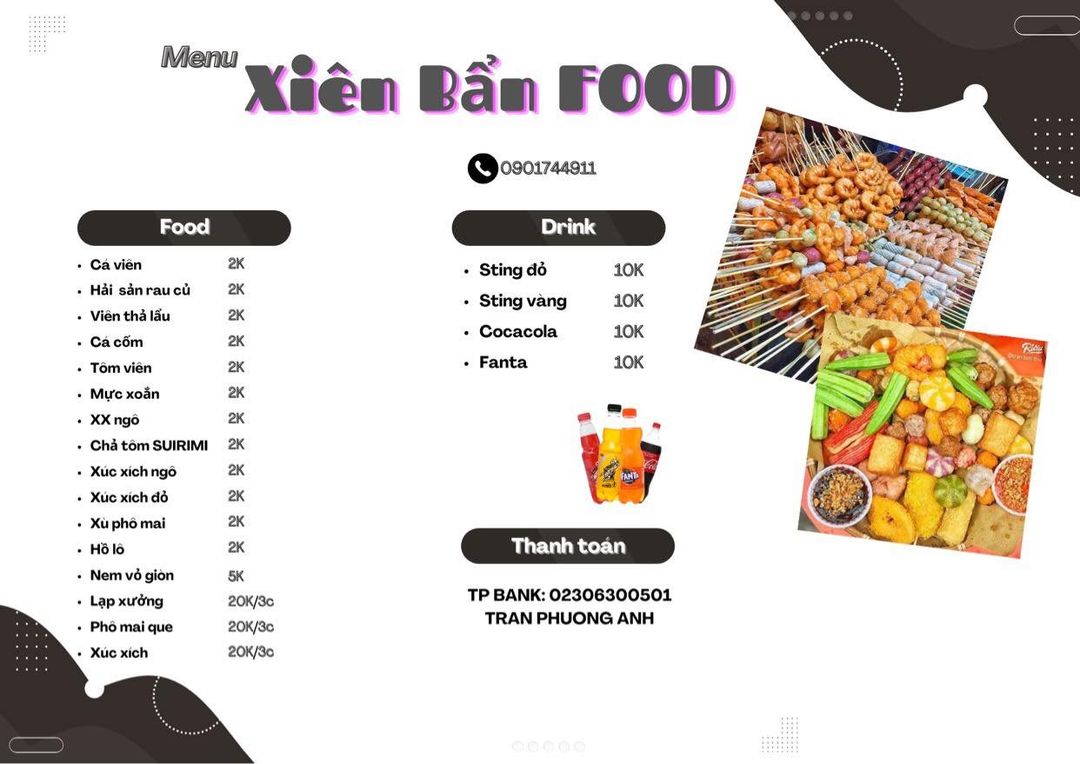 Menu
Xiên Bẩn FOOD
0901744911
Food
• Cá viên 2K
• Hải sản rau củ 2K
• Viên thả lẩu 2K
• Cá cốm 2K
• Tôm viên 2K
• Mực xoắn 2K
• XX ngô 2K
• Chả tôm SUIRIMI 2K
• Xúc xích ngô 2K
• Xúc xích đỏ 2K
• Xù phô mai 2K
• Hồ lô 2K
• Nem vỏ giòn 5K
• Lạp xưởng 20K/3c
• Phô mai que 20K/3c
• Xúc xích 20K/3c
Drink
• Sting đỏ 10K
• Sting vàng 10K
• Cocacola 10K
• Fanta 10K
FANTA
Thanh toán
TP BANK: 02306300501
TRAN PHUONG ANH